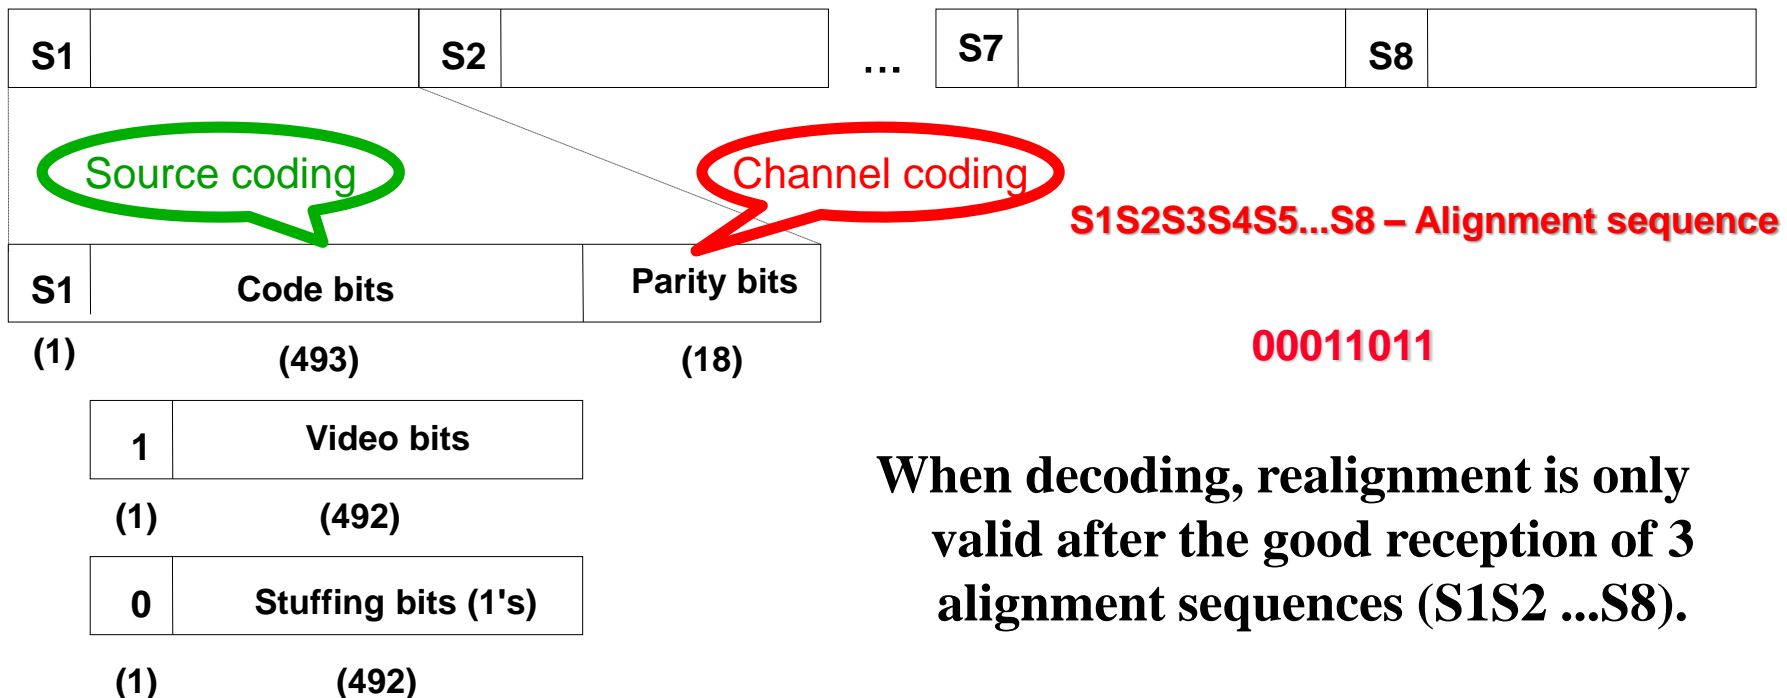 S1 S2 ... S7 S8
Source coding
Channel coding
S1S2S3S4S5...S8 – Alignment sequence
S1 Code bits Parity bits
(1) (493) (18)
00011011
1 Video bits
(1) (492)
0 Stuffing bits (1's)
(1) (492)
When decoding, realignment is only
valid after the good reception of 3
alignment sequences (S1S2 ...S8).